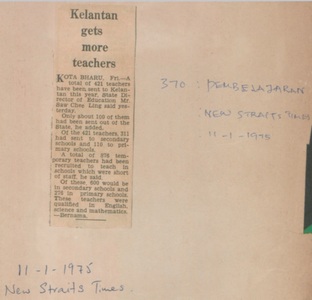 Kelantan
gets
more
teachers
KOTA BHARU, Fri.—A
total of 421 teachers
have been sent to Kelan-
tan this year, State Di-
rector of Education Mr.
Ling said yes-
terday.
Only about 100 of them
had been sent out of the
State, he added.
Of the 421 teachers, 311
had sent to secondary
schools and 110 to pri-
mary schools.
A total of 876 tem-
porary teachers had been
recruited to teach in
schools which were short
of staff, he said.
Of these 600 would be
in secondary schools and
276 in primary schools.
These teachers were
qualified in English,
science and mathematics.
—Bernama.
370 : PEMBELAJARAN
NEW STRAITS TIMES
11-1-1975
11-1-1975
New Straits Times.